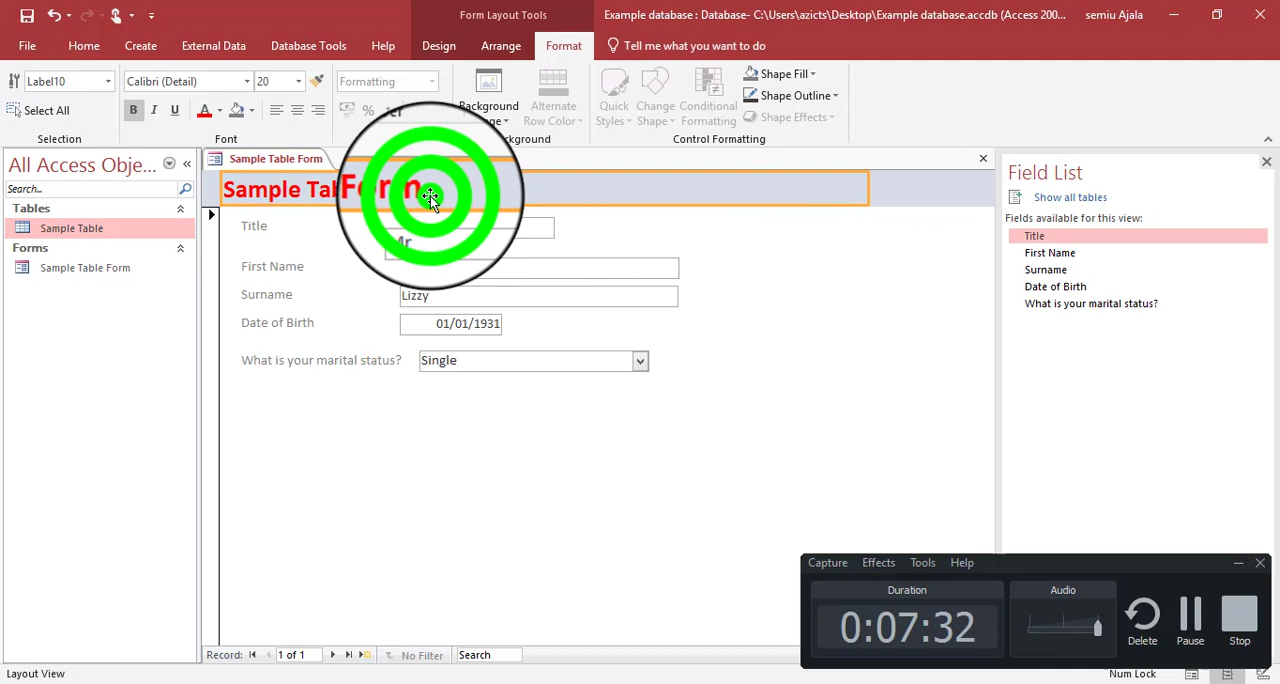 Form Layout Tools
Example database : Database- C:\Users\azicts\Desktop\Example database.accdb (Access 200...
semiu Ajala
File
Home
Create
External Data
Database Tools
Help
Design
Arrange
Format
Tell me what you want to do
Label10
Calibri (Detail)
20
Formatting
Select All
B I U A
%
Background
Alternate
Row Color
Quick
Styles
Change
Shape
Conditional
Formatting
Shape Fill
Shape Outline
Shape Effects
Selection
Font
Control Formatting
All Access Obje...
Search...
Tables
Sample Table
Forms
Sample Table Form
Sample Table Form
Sample Tab
Form
Title
Mr
First Name
Surname
Lizzy
Date of Birth
01/01/1931
What is your marital status?
Single
Field List
Show all tables
Fields available for this view:
Title
First Name
Surname
Date of Birth
What is your marital status?
Capture
Effects
Tools
Help
Duration
0:07:32
Audio
Delete
Pause
Stop
Record:
1 of 1
No Filter
Search
Layout View
Num Lock